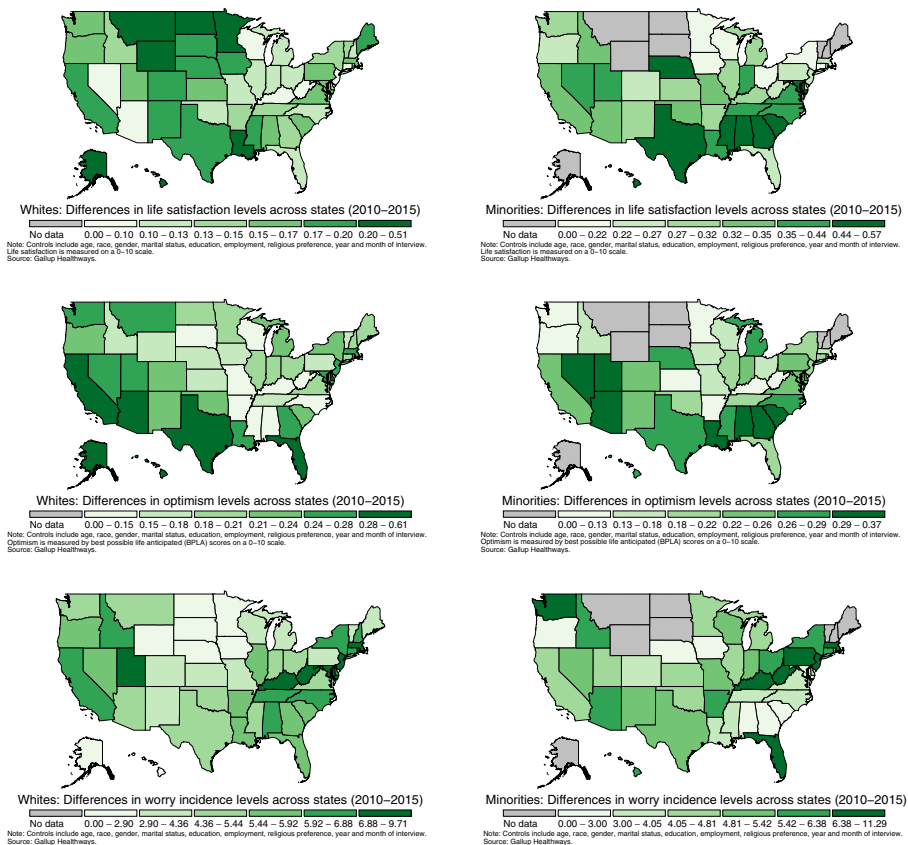 Whites: Differences in life satisfaction levels across states (2010–2015)
No data 0.00 – 0.10 0.10 – 0.13 0.13 – 0.15 0.15 – 0.17 0.17 – 0.20 0.20 – 0.51
Note: Controls include age, race, gender, marital status, education, employment, religious preference, year and month of interview.
Life satisfaction is measured on a 0–10 scale.
Source: Gallup Healthways.
Minorities: Differences in life satisfaction levels across states (2010–2015)
No data 0.00 – 0.22 0.22 – 0.27 0.27 – 0.32 0.32 – 0.35 0.35 – 0.44 0.44 – 0.57
Note: Controls include age, race, gender, marital status, education, employment, religious preference, year and month of interview.
Life satisfaction is measured on a 0–10 scale.
Source: Gallup Healthways.
Whites: Differences in optimism levels across states (2010–2015)
No data 0.00 – 0.15 0.15 – 0.18 0.18 – 0.21 0.21 – 0.24 0.24 – 0.28 0.28 – 0.61
Note: Controls include age, race, gender, marital status, education, employment, religious preference, year and month of interview.
Optimism is measured by best possible life anticipated (BPLA) scores on a 0–10 scale.
Source: Gallup Healthways.
Minorities: Differences in optimism levels across states (2010–2015)
No data 0.00 – 0.13 0.13 – 0.18 0.18 – 0.22 0.22 – 0.26 0.26 – 0.29 0.29 – 0.37
Note: Controls include age, race, gender, marital status, education, employment, religious preference, year and month of interview.
Optimism is measured by best possible life anticipated (BPLA) scores on a 0–10 scale.
Source: Gallup Healthways.
Whites: Differences in worry incidence levels across states (2010–2015)
No data 0.00 – 2.90 2.90 – 4.36 4.36 – 5.44 5.44 – 5.92 5.92 – 6.88 6.88 – 9.71
Note: Controls include age, race, gender, marital status, education, employment, religious preference, year and month of interview.
Source: Gallup Healthways.
Minorities: Differences in worry incidence levels across states (2010–2015)
No data 0.00 – 3.00 3.00 – 4.05 4.05 – 4.81 4.81 – 5.42 5.42 – 6.38 6.38 – 11.29
Note: Controls include age, race, gender, marital status, education, employment, religious preference, year and month of interview.
Source: Gallup Healthways.